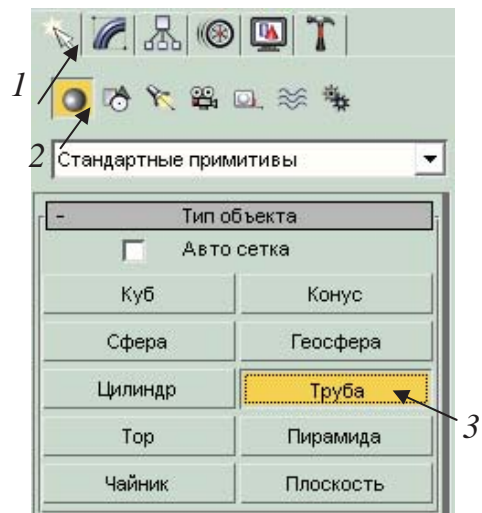 1
2
Стандартные примитивы
- Тип объекта
Авто сетка
Куб Конус
Сфера Геосфера
Цилиндр Труба
3
Тор Пирамида
Чайник Плоскость